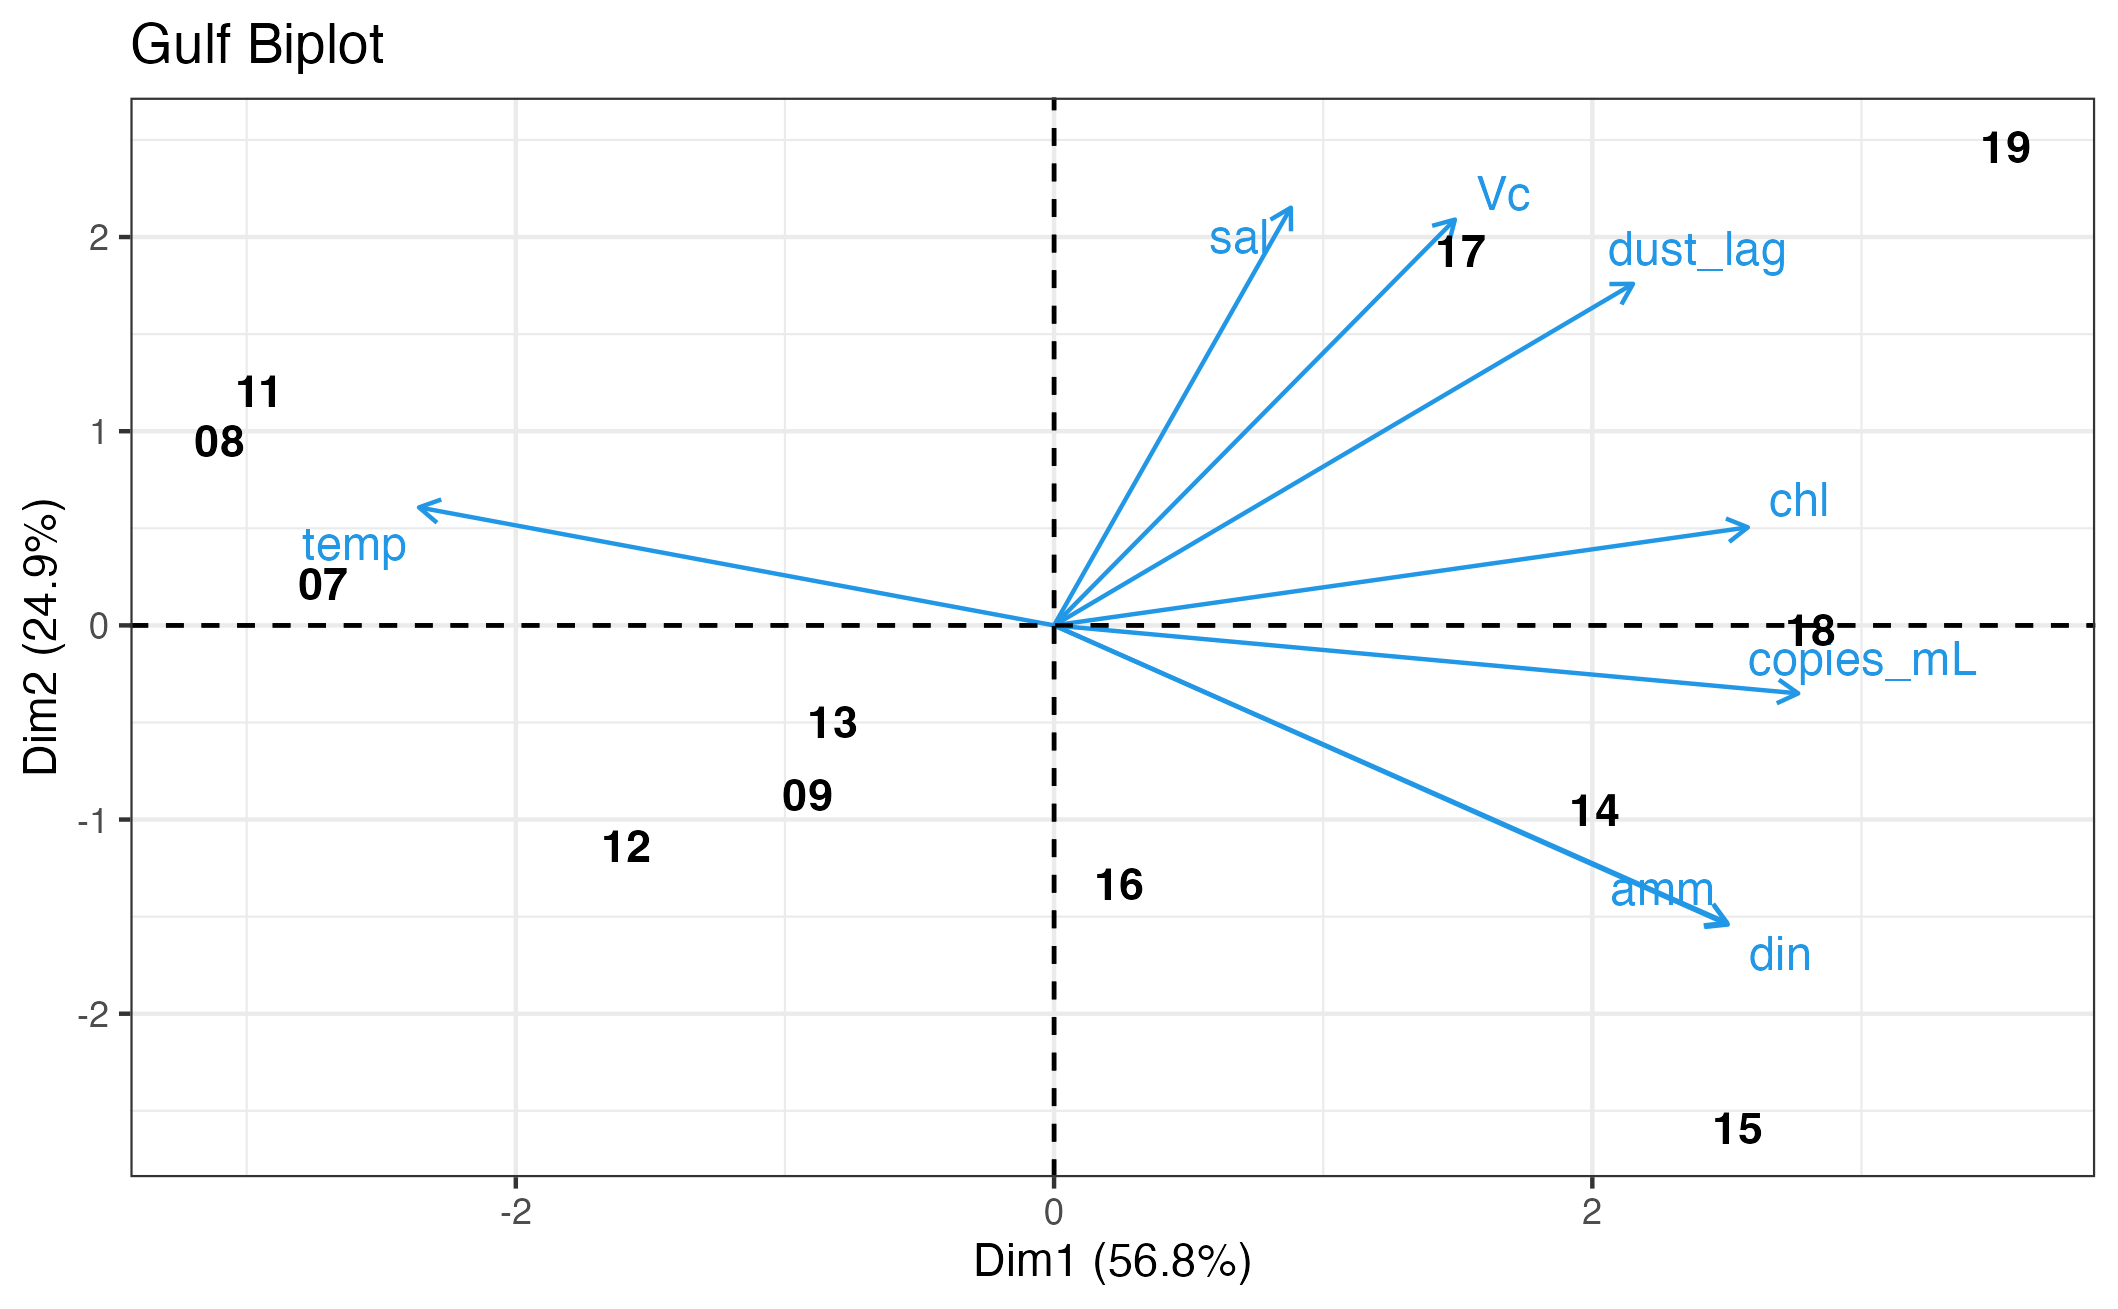 Gulf Biplot
19
Vc
sal
17
dust_lag
2
11
08
1
chl
temp
07
0
18
copies_mL
13
09
-1
14
12
16
amm
din
-2
15
-2
0
2
Dim1 (56.8%)
Dim2 (24.9%)